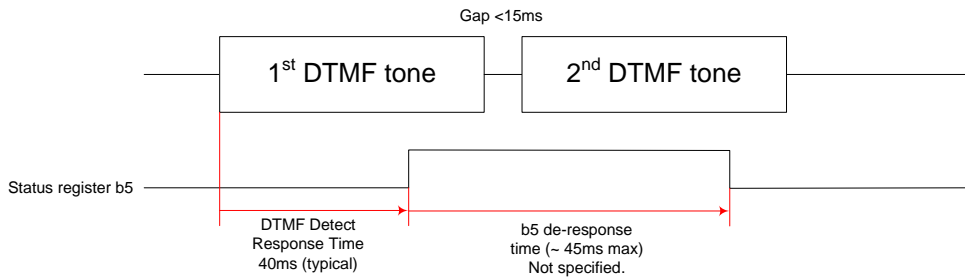 Gap <15ms
1st DTMF tone
2nd DTMF tone
Status register b5
DTMF Detect
Response Time
40ms (typical)
b5 de-response
time (~ 45ms max)
Not specified.